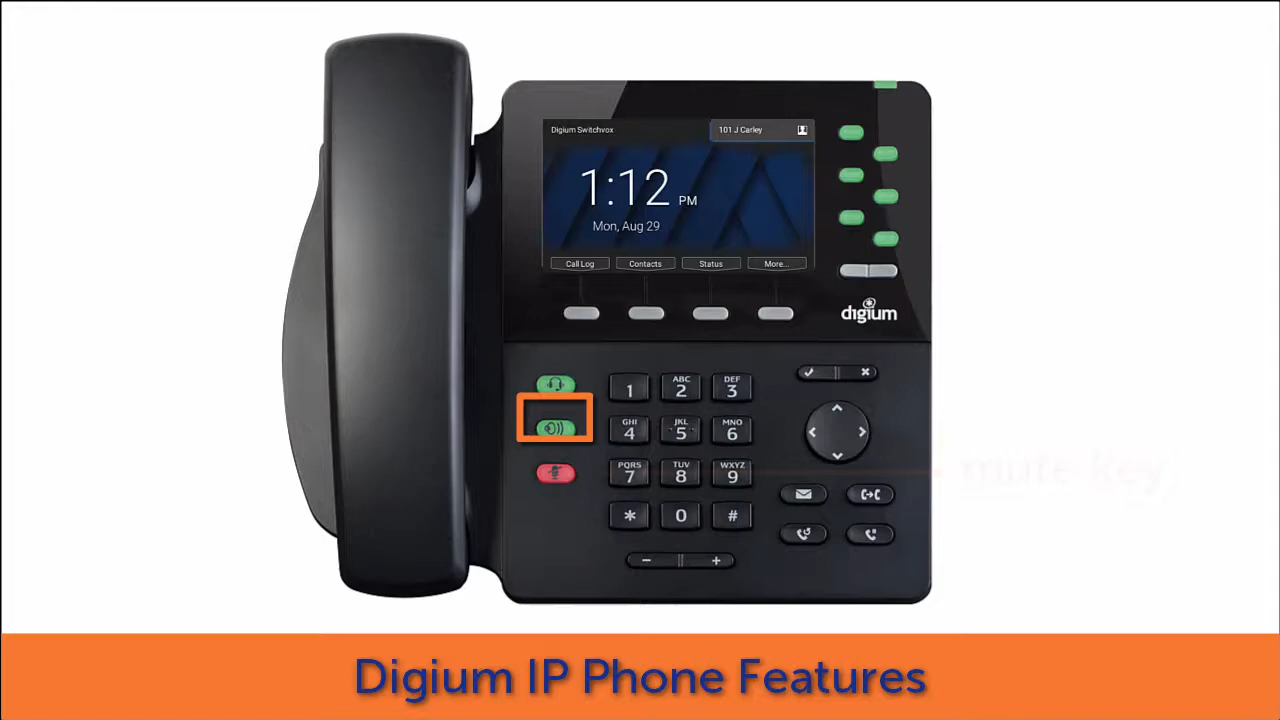 Digium Switchvox
101 J Carley
1:12 PM
Mon, Aug 29
Call Log Contacts Status More...
digium
1 ABC 2 DEF 3
GHI 4 JKL 5 MNO 6
PQRS 7 TUV 8 WXYZ 9
* 0 #
- +
mute key
Digium IP Phone Features